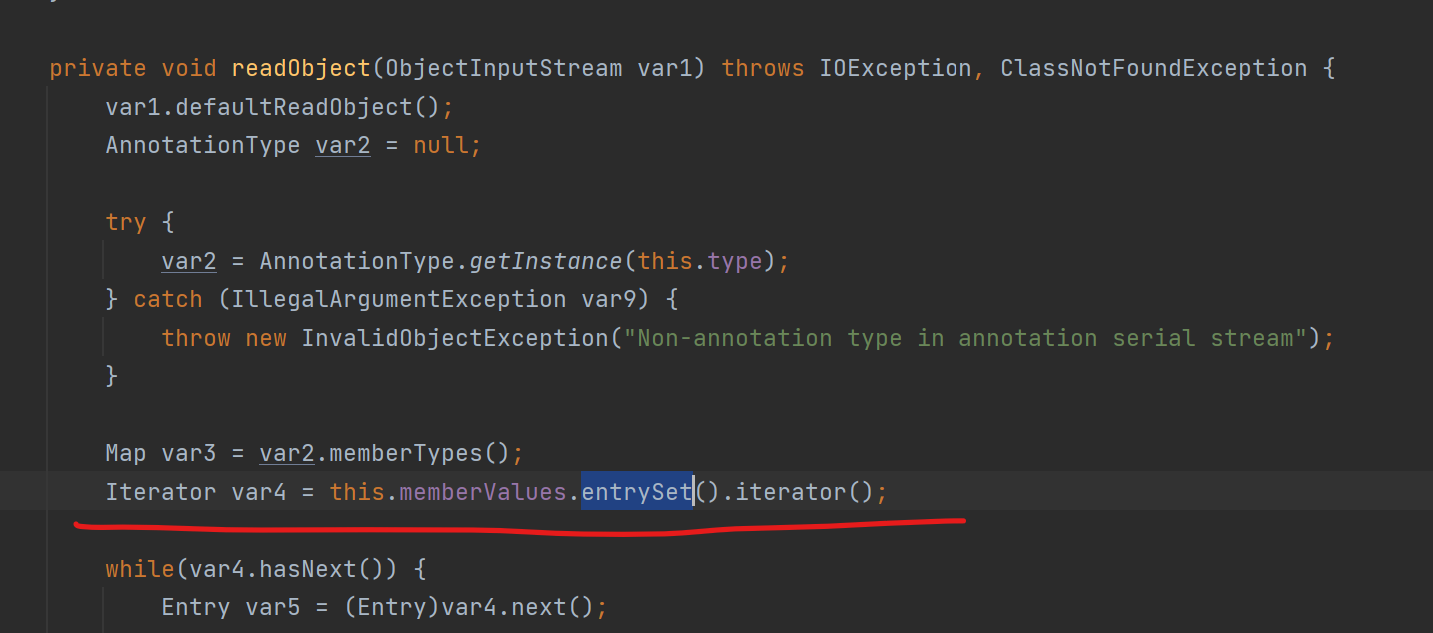 private void readObject(ObjectInputStream var1) throws IOException, ClassNotFoundException {
var1.defaultReadObject();
AnnotationType var2 = null;
try {
var2 = AnnotationType.getInstance(this.type);
} catch (IllegalArgumentException var9) {
throw new InvalidObjectException("Non-annotation type in annotation serial stream");
}
Map var3 = var2.memberTypes();
Iterator var4 = this.memberValues.entrySet().iterator();
while(var4.hasNext()) {
Entry var5 = (Entry)var4.next();